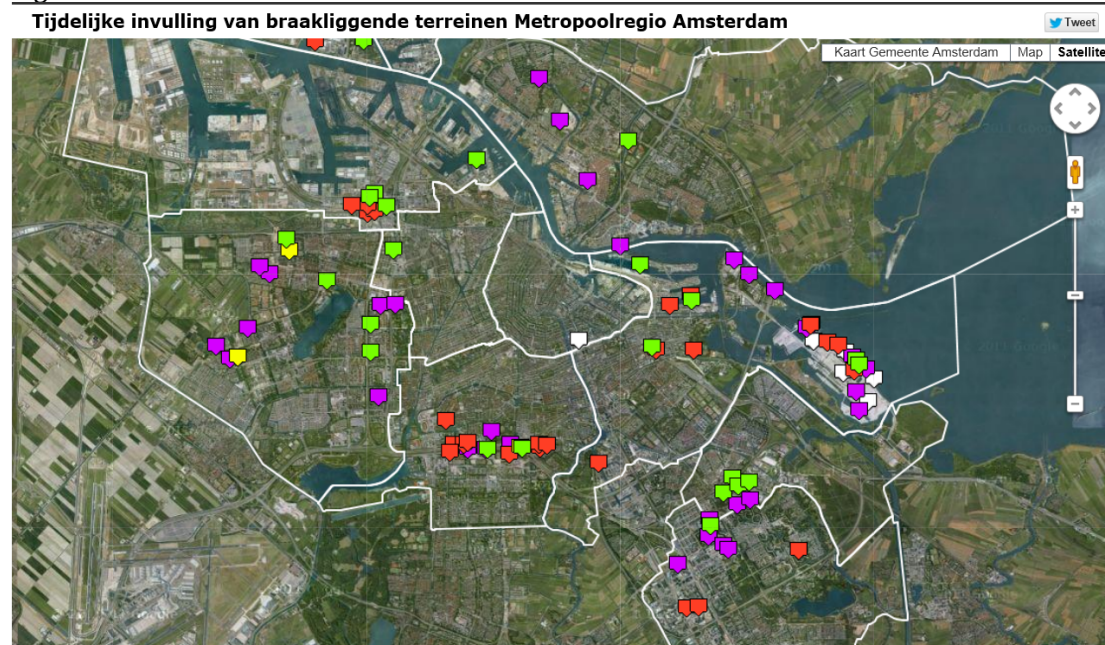 Tijdelijke invulling van braakliggende terreinen Metropoolregio Amsterdam
Tweet
Kaart Gemeente Amsterdam
Map
Satellite